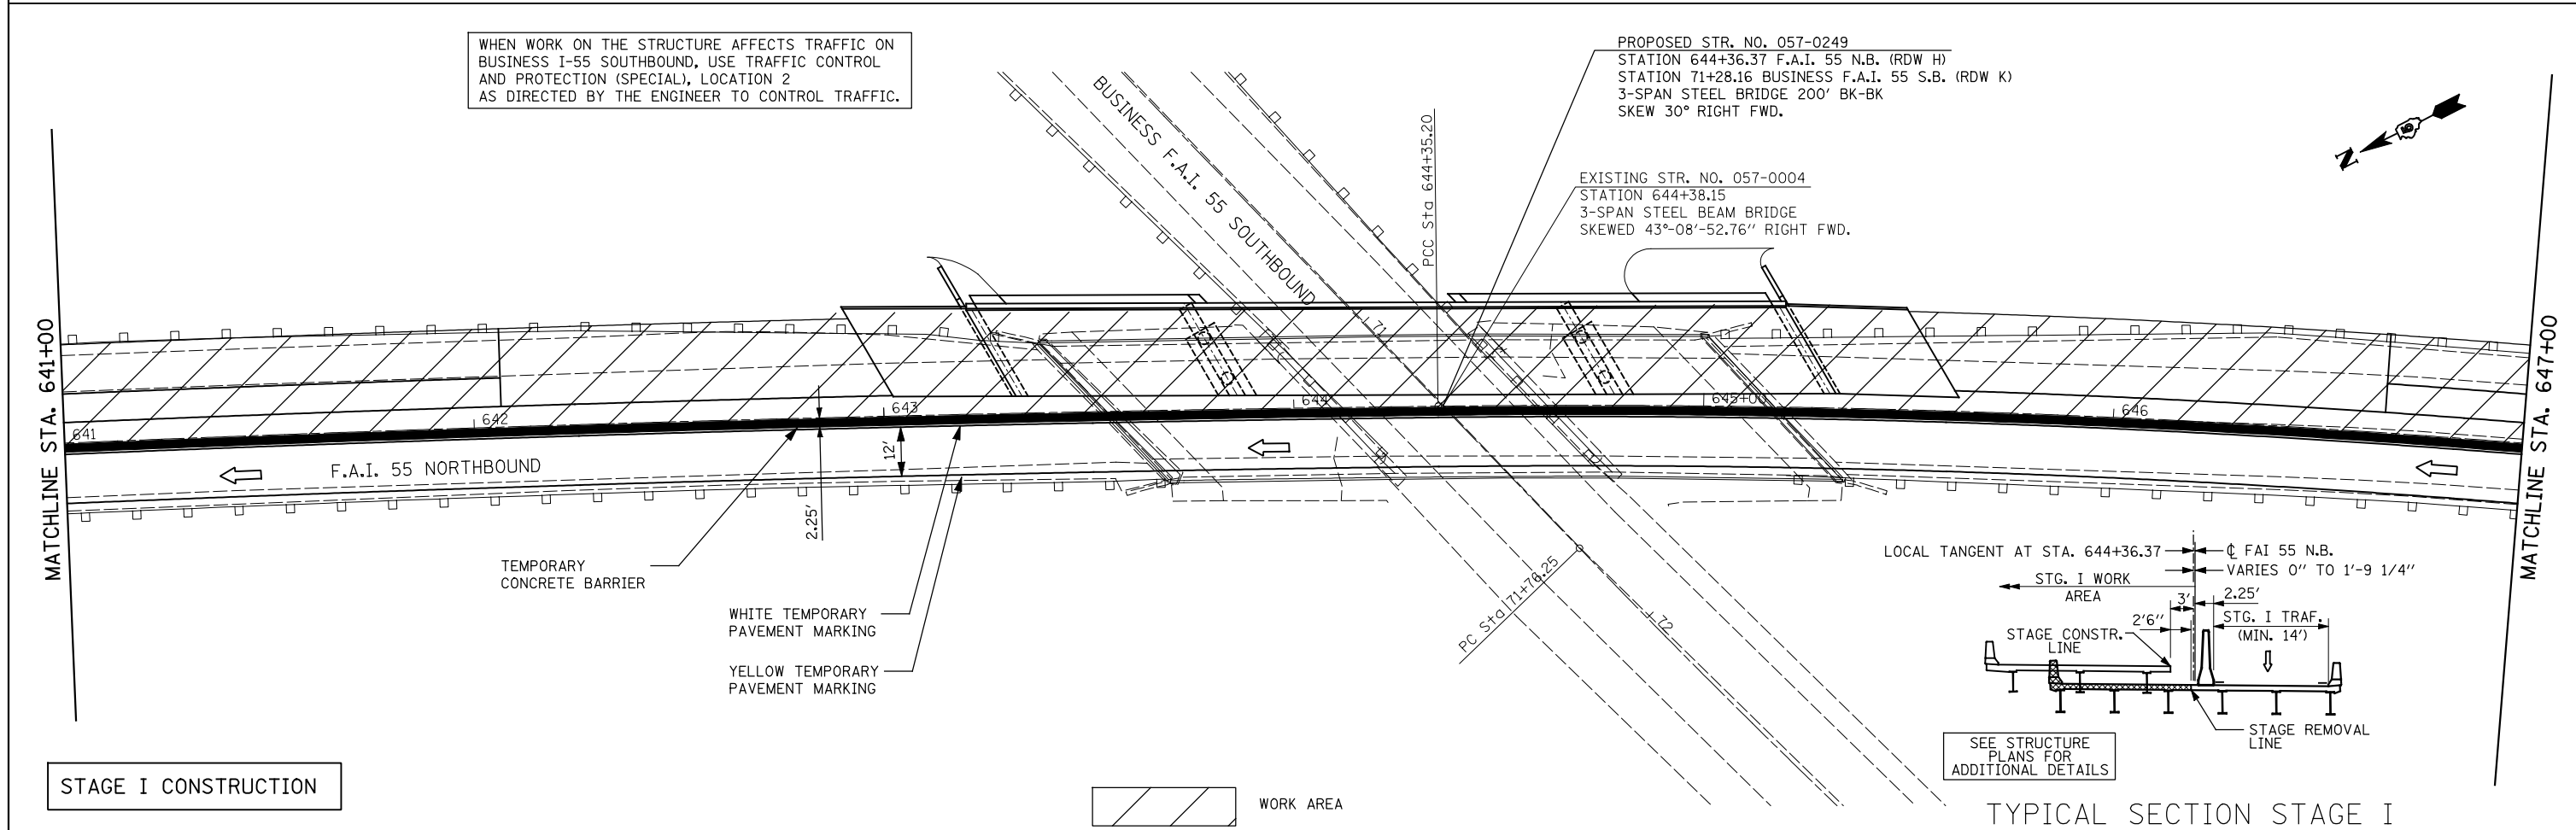 WHEN WORK ON THE STRUCTURE AFFECTS TRAFFIC ON
BUSINESS I-55 SOUTHBOUND, USE TRAFFIC CONTROL
AND PROTECTION (SPECIAL), LOCATION 2
AS DIRECTED BY THE ENGINEER TO CONTROL TRAFFIC.
PROPOSED STR. NO. 057-0249
STATION 644+36.37 F.A.I. 55 N.B. (RDW H)
STATION 71+28.16 BUSINESS F.A.I. 55 S.B. (RDW K)
3-SPAN STEEL BRIDGE 200' BK-BK
SKEW 30° RIGHT FWD.
EXISTING STR. NO. 057-0004
STATION 644+38.15
3-SPAN STEEL BEAM BRIDGE
SKEWED 43°-08'-52.76" RIGHT FWD.
N
BUSINESS F.A.I. 55 SOUTHBOUND
PCC Sta 644+35.20
MATCHLINE STA. 641+00
MATCHLINE STA. 647+00
71
641
642
643
644
645+00
646
12'
2.25'
F.A.I. 55 NORTHBOUND
TEMPORARY
CONCRETE BARRIER
WHITE TEMPORARY
PAVEMENT MARKING
YELLOW TEMPORARY
PAVEMENT MARKING
PC Sta 71+76.25
72
LOCAL TANGENT AT STA. 644+36.37
℄ FAI 55 N.B.
VARIES 0" TO 1'-9 1/4"
STG. I WORK
AREA
3'
2.25'
2'6"
STG. I TRAF.
(MIN. 14')
STAGE CONSTR.
LINE
STAGE REMOVAL
LINE
SEE STRUCTURE
PLANS FOR
ADDITIONAL DETAILS
STAGE I CONSTRUCTION
WORK AREA
TYPICAL SECTION STAGE I